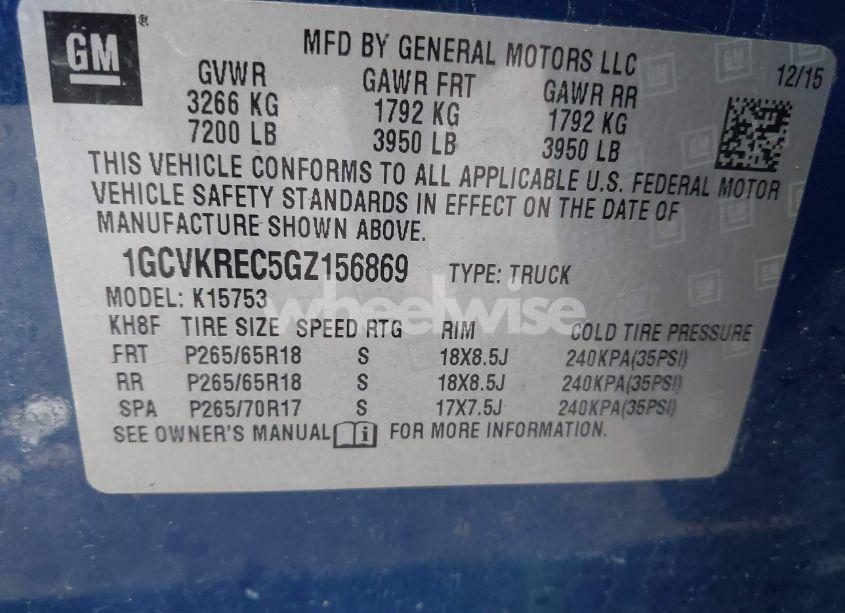 GM
MFD BY GENERAL MOTORS LLC
12/15
GVWR GAWR FRT GAWR RR
3266 KG 1792 KG 1792 KG
7200 LB 3950 LB 3950 LB
THIS VEHICLE CONFORMS TO ALL APPLICABLE U.S. FEDERAL MOTOR
VEHICLE SAFETY STANDARDS IN EFFECT ON THE DATE OF
MANUFACTURE SHOWN ABOVE.
1GCVKREC5GZ156869 TYPE: TRUCK
MODEL: K15753
wheelwise
KH8F TIRE SIZE SPEED RTG RIM COLD TIRE PRESSURE
FRT P265/65R18 S 18X8.5J 240KPA(35PSI)
RR P265/65R18 S 18X8.5J 240KPA(35PSI)
SPA P265/70R17 S 17X7.5J 240KPA(35PSI)
SEE OWNER'S MANUAL i FOR MORE INFORMATION.